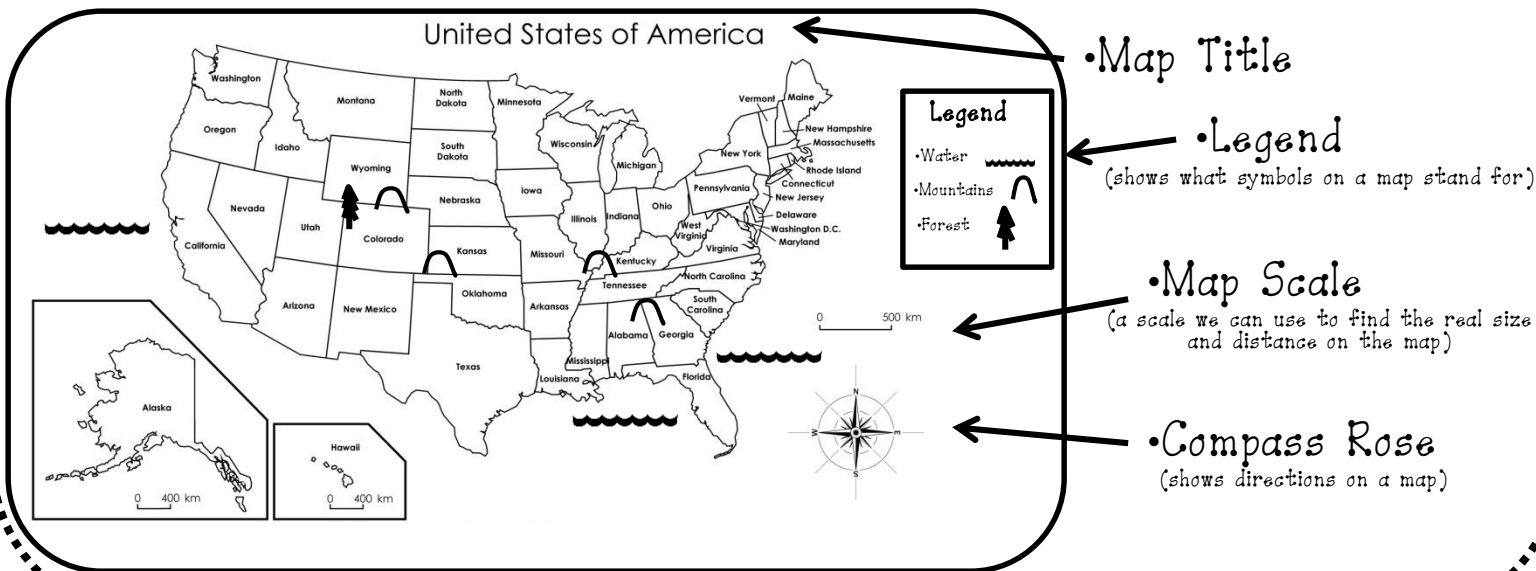 United States of America
Washington
Montana
North
Dakota
Minnesota
Vermont
Maine
Oregon
Idaho
Wyoming
South
Dakota
Wisconsin
Michigan
New York
New Hampshire
Massachusetts
Rhode Island
Connecticut
New Jersey
Nevada
Utah
Colorado
Nebraska
Iowa
Illinois
Indiana
Ohio
Pennsylvania
Delaware
Washington D.C.
Maryland
West
Virginia
Virginia
California
Kansas
Missouri
Kentucky
Arizona
New Mexico
Oklahoma
Arkansas
Tennessee
North Carolina
South
Carolina
Texas
Louisiana
Mississippi
Alabama
Georgia
Florida
Alaska
0 400 km
Hawaii
0 400 km
0 500 km
N
W
E
S
Legend
•Water
•Mountains
•Forest
•Map Title
•Legend
(shows what symbols on a map stand for)
•Map Scale
(a scale we can use to find the real size
and distance on the map)
•Compass Rose
(shows directions on a map)